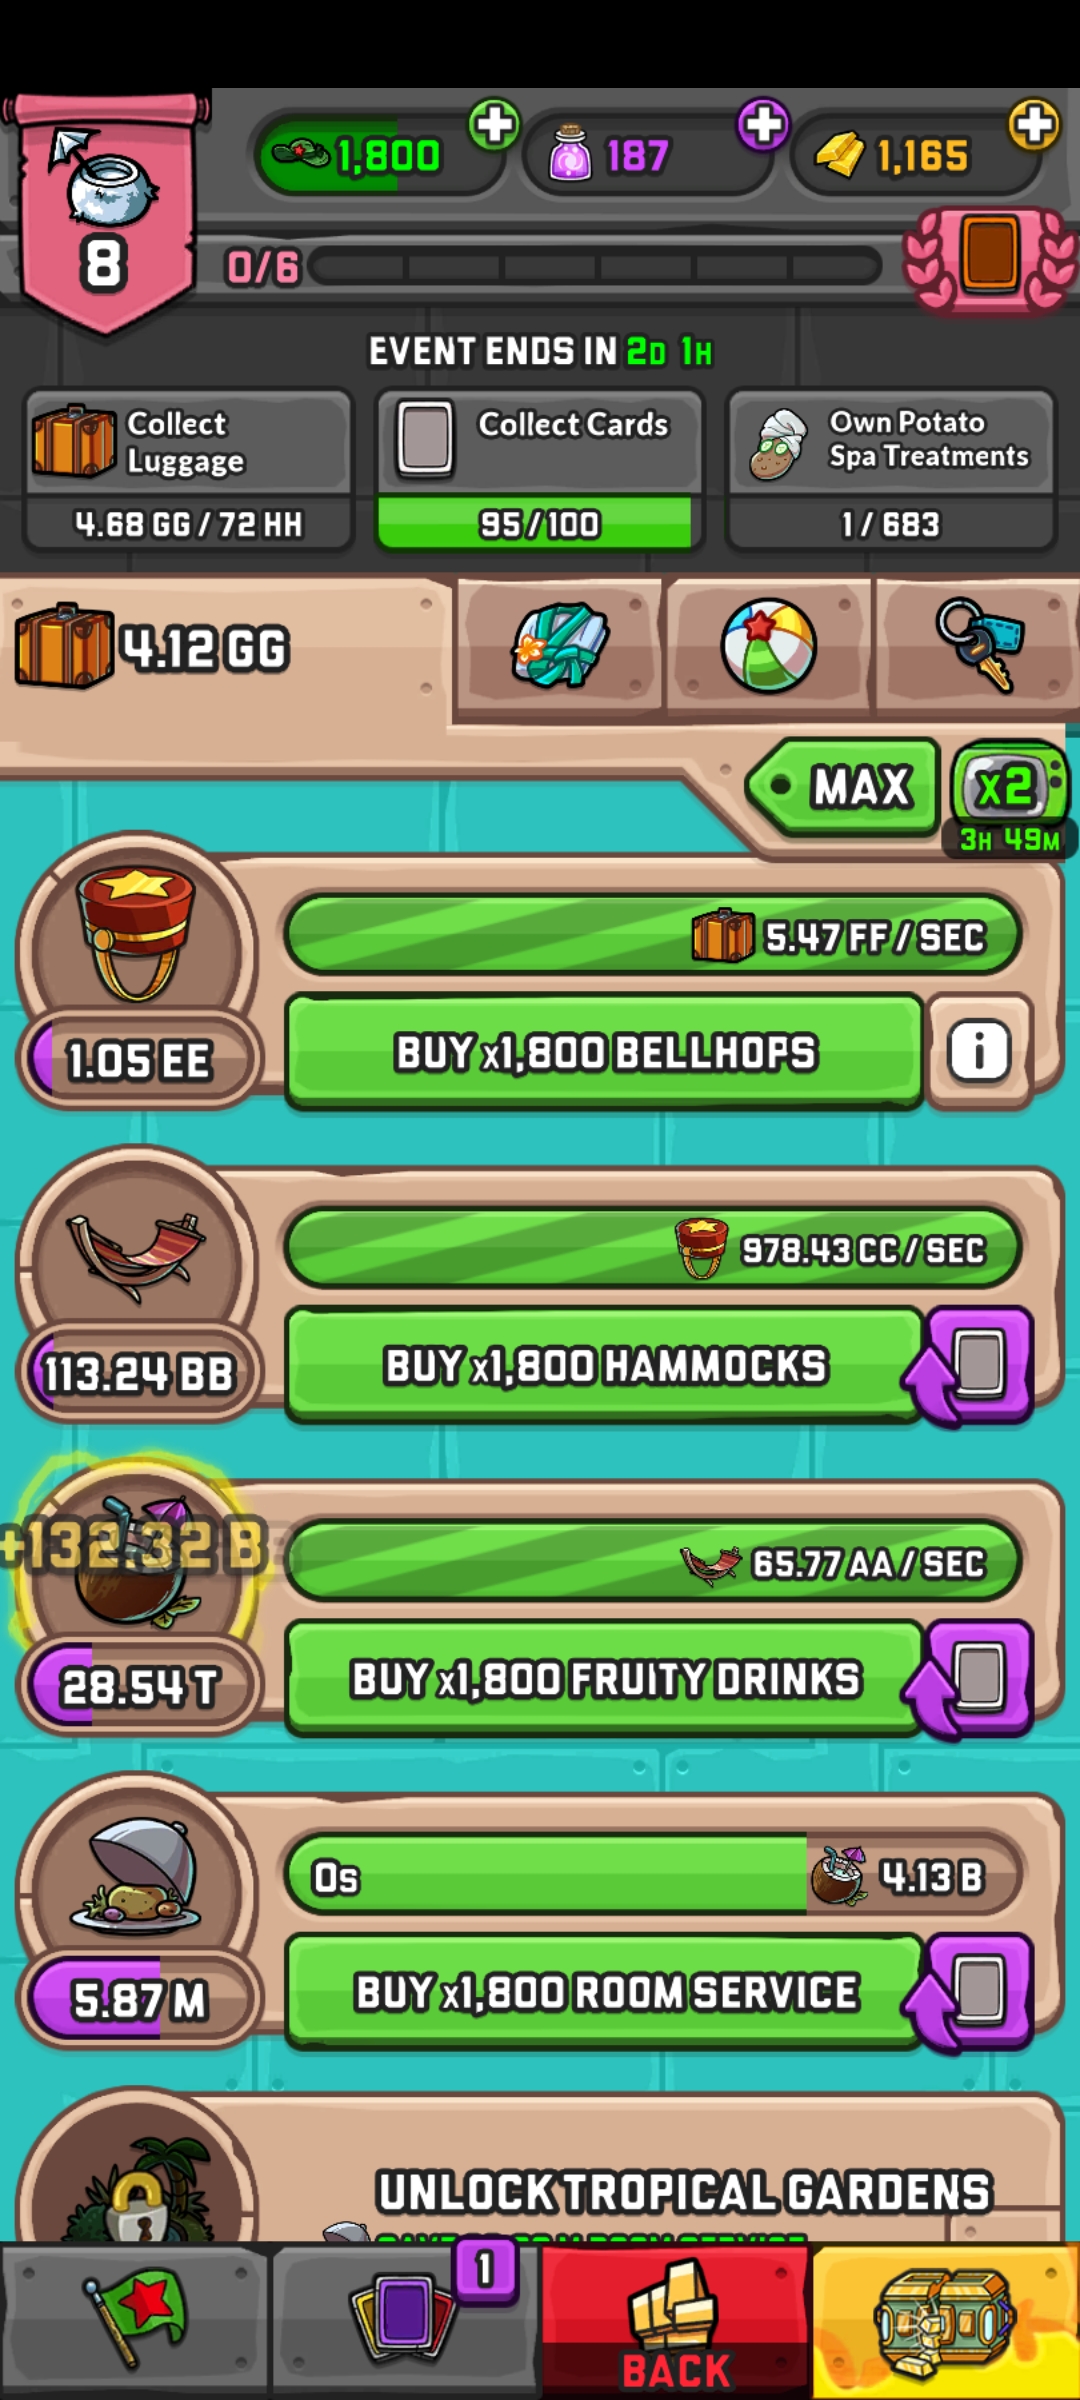 1,800
187
1,165
8
0/6
EVENT ENDS IN 2D 1H
Collect
Luggage
4.68 GG / 72 HH
Collect Cards
95 / 100
Own Potato
Spa Treatments
1 / 683
4.12 GG
MAX
x2
3H 49M
5.47 FF / SEC
1.05 EE
BUY x1,800 BELLHOPS
i
978.43 CC / SEC
113.24 BB
BUY x1,800 HAMMOCKS
+132.32 B
65.77 AA / SEC
28.54 T
BUY x1,800 FRUITY DRINKS
0s
4.13 B
5.87 M
BUY x1,800 ROOM SERVICE
UNLOCK TROPICAL GARDENS
1
BACK